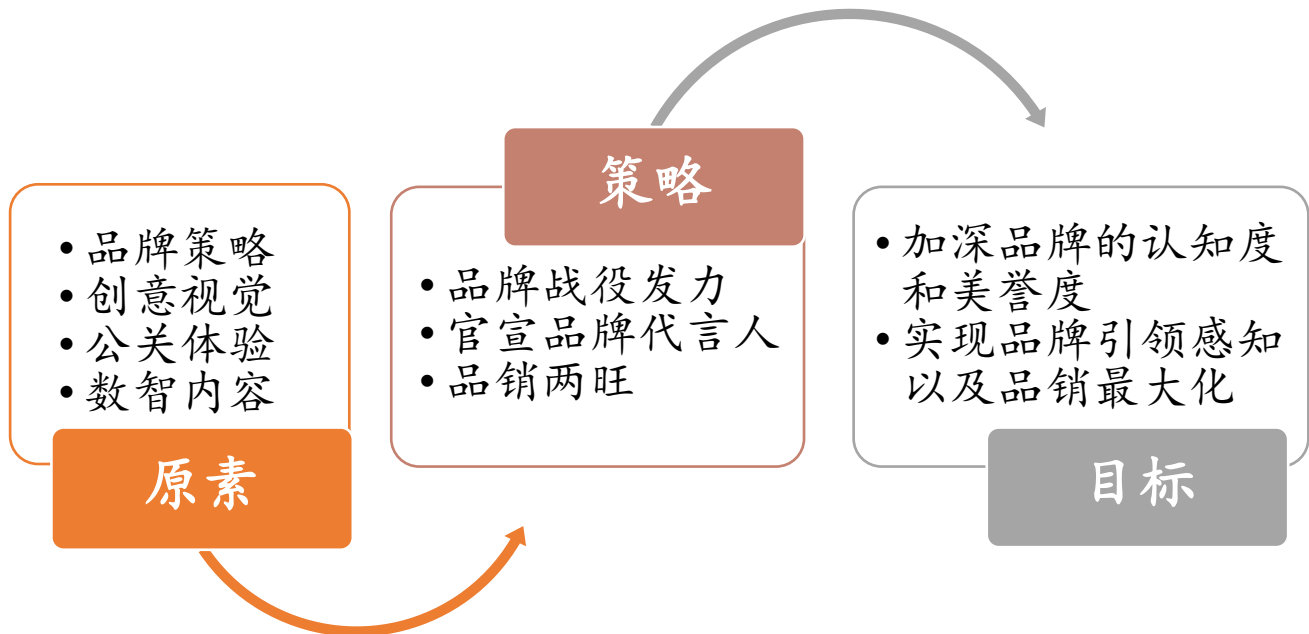 • 品牌策略
• 创意视觉
• 公关体验
• 数智内容
原素
策略
• 品牌战役发力
• 官宣品牌代言人
• 品销两旺
• 加深品牌的认知度
和美誉度
• 实现品牌引领感知
以及品销最大化
目标